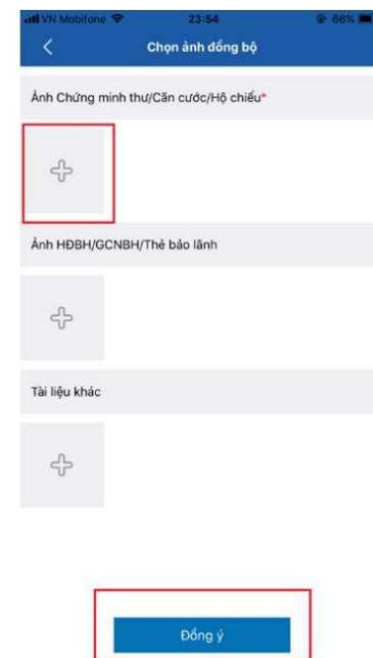 VN Mobifone 23:54 66%
Chọn ảnh đồng bộ
Ảnh Chứng minh thư/Căn cước/Hộ chiếu*
Ảnh HĐBH/GCNBH/Thẻ bảo lãnh
Tài liệu khác
Đồng ý